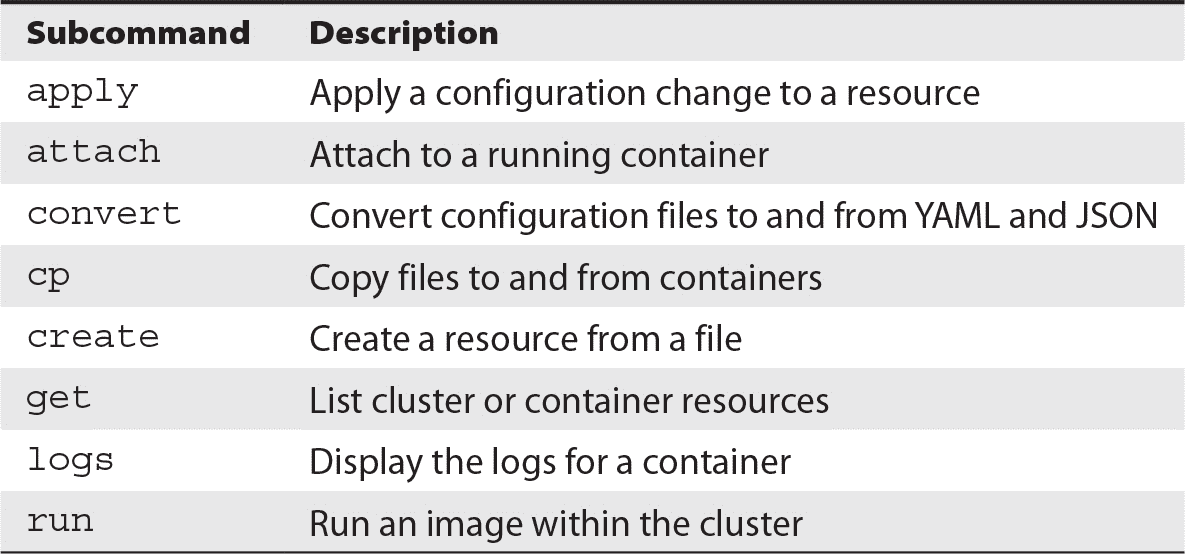 Subcommand Description
apply Apply a configuration change to a resource
attach Attach to a running container
convert Convert configuration files to and from YAML and JSON
cp Copy files to and from containers
create Create a resource from a file
get List cluster or container resources
logs Display the logs for a container
run Run an image within the cluster